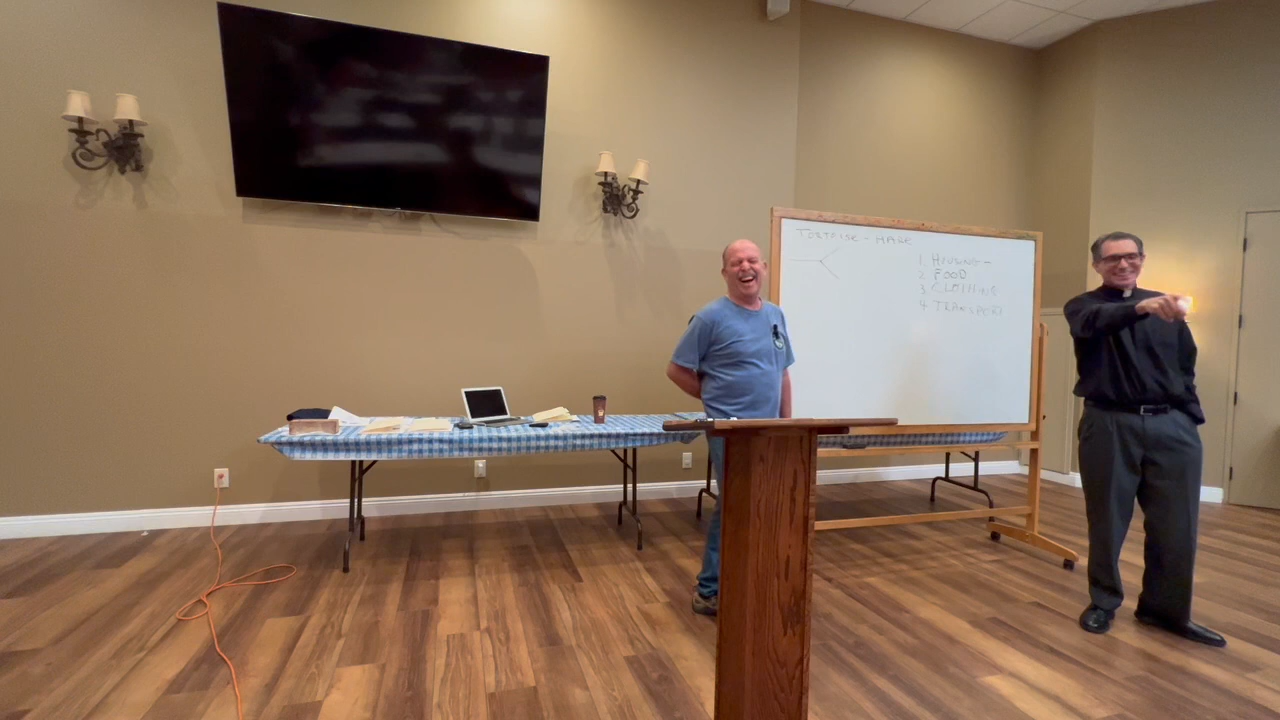 TORTOISE - HARE
1. HOUSING -
2 FOOD
3 CLOTHING
4 TRANSPORT